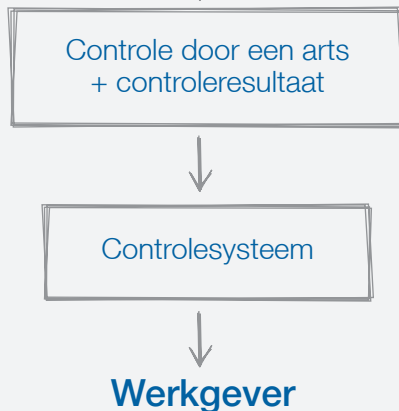 Controle door een arts
+ controleresultaat
Controlesysteem
Werkgever